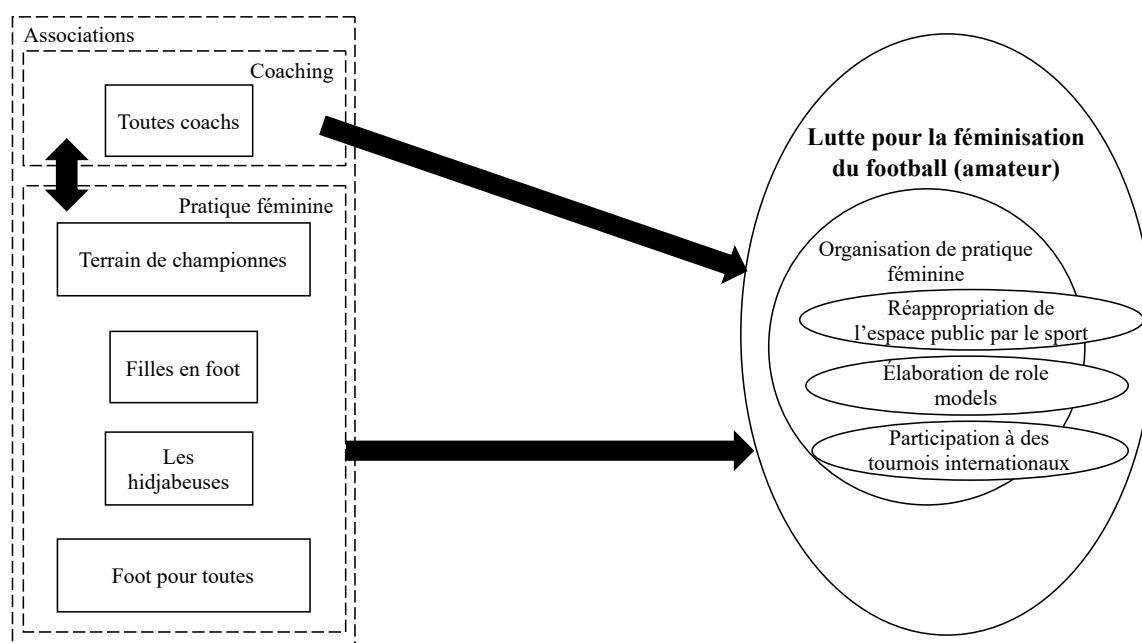 Associations
Coaching
Toutes coachs
Pratique féminine
Terrain de championnes
Filles en foot
Les
hidjabeuses
Foot pour toutes
Lutte pour la féminisation
du football (amateur)
Organisation de pratique
féminine
Réappropriation de
l’espace public par le sport
Élaboration de role
models
Participation à des
tournois internationaux